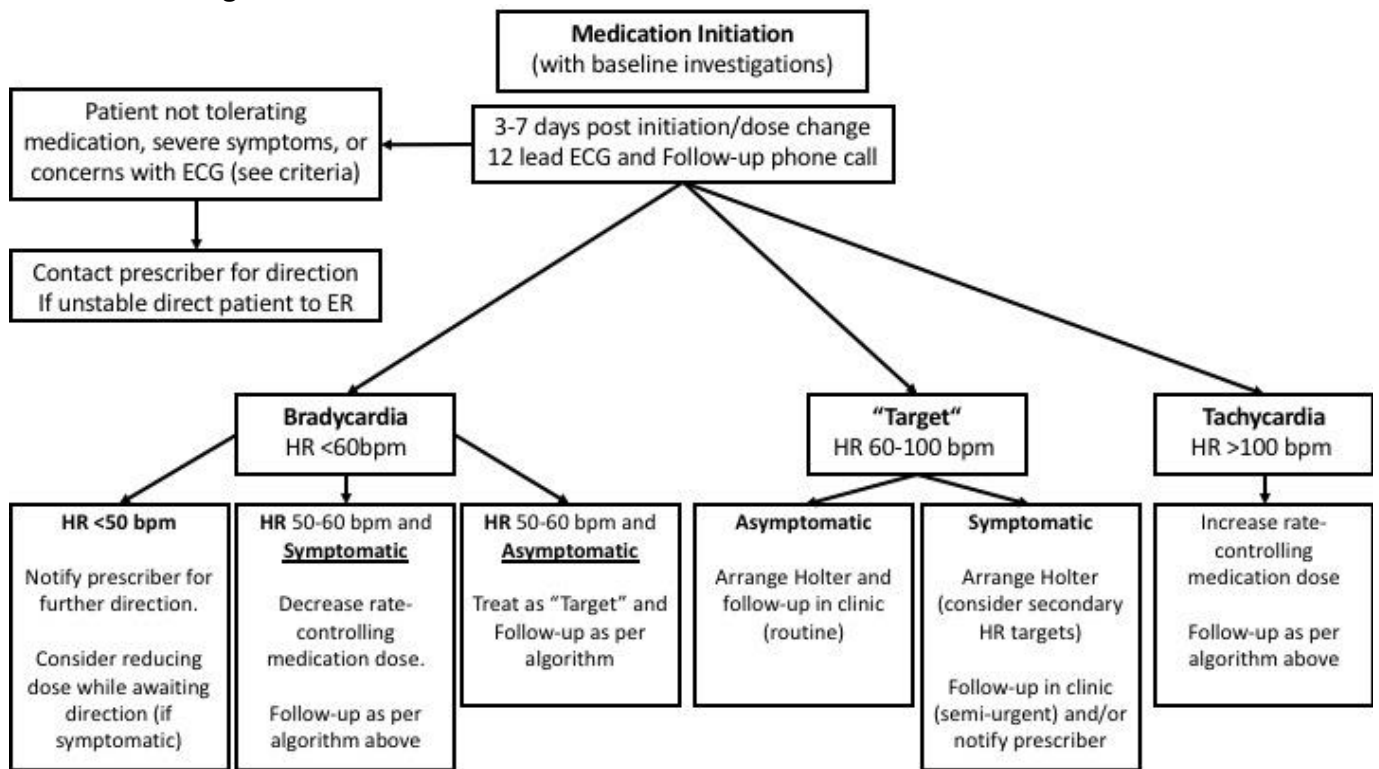 Medication Initiation
(with baseline investigations)
Patient not tolerating
medication, severe symptoms, or
concerns with ECG (see criteria)
3-7 days post initiation/dose change
12 lead ECG and Follow-up phone call
Contact prescriber for direction
If unstable direct patient to ER
Bradycardia
HR <60bpm
“Target“
HR 60-100 bpm
Tachycardia
HR >100 bpm
HR <50 bpm
Notify prescriber for
further direction.
Consider reducing
dose while awaiting
direction (if
symptomatic)
HR 50-60 bpm and
Symptomatic
Decrease rate-
controlling
medication dose.
Follow-up as per
algorithm above
HR 50-60 bpm and
Asymptomatic
Treat as “Target” and
Follow-up as per
algorithm
Asymptomatic
Arrange Holter and
follow-up in clinic
(routine)
Symptomatic
Arrange Holter
(consider secondary
HR targets)
Follow-up in clinic
(semi-urgent) and/or
notify prescriber
Increase rate-
controlling
medication dose
Follow-up as per
algorithm above